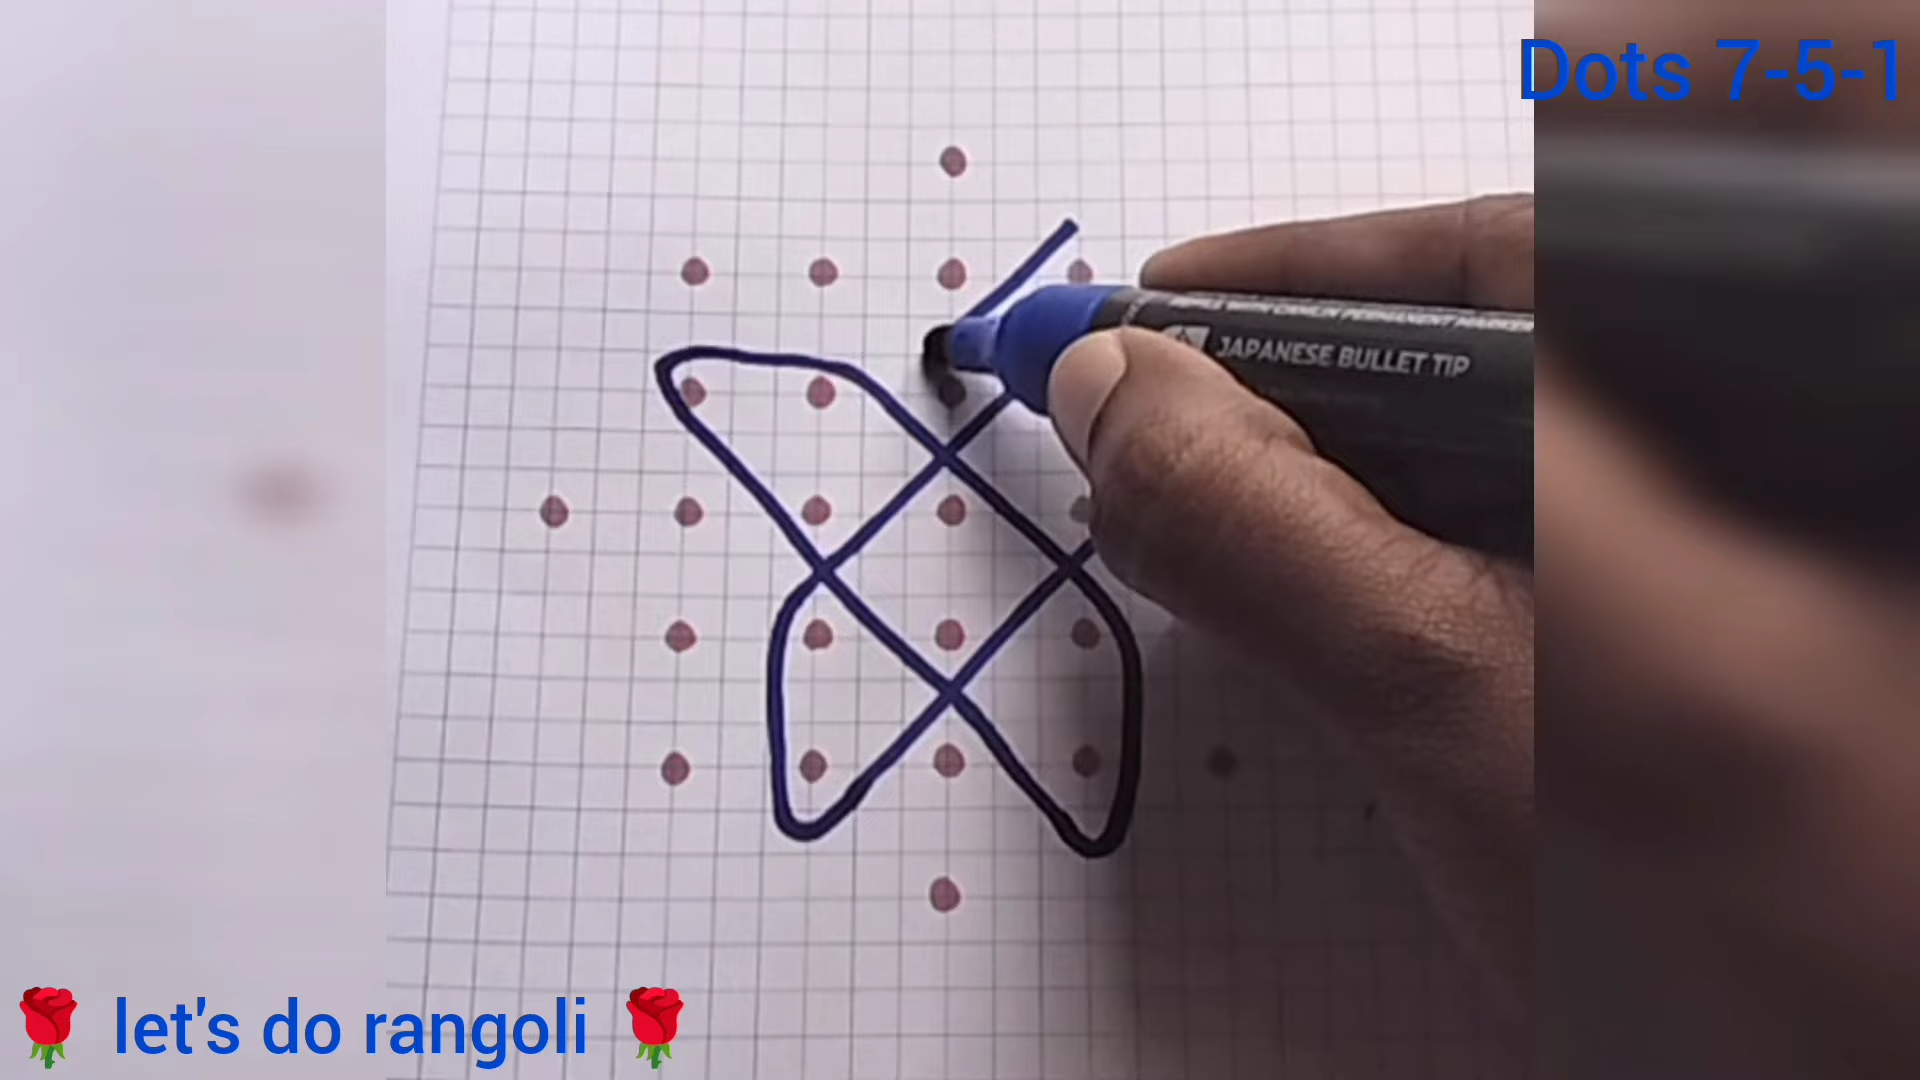 Dots 7-5-1
JAPANESE BULLET TIP
🌹 let's do rangoli 🌹